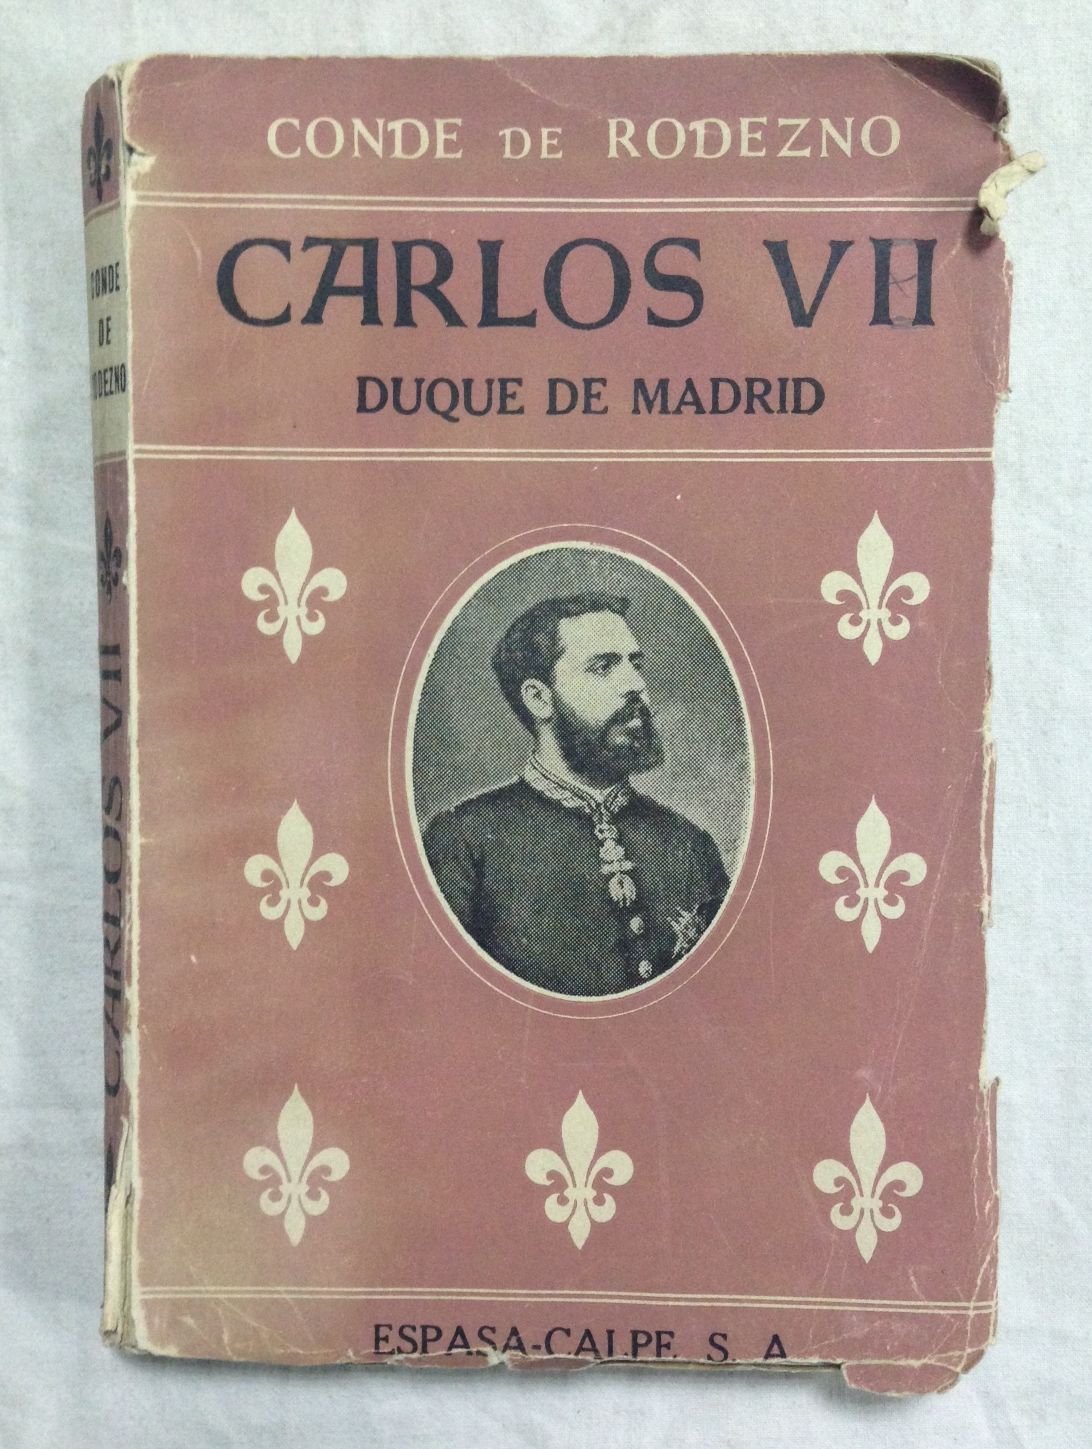 CONDE DE RODEZNO
CARLOS VII
DUQUE DE MADRID
ESPASA-CALPE, S. A.
CONDE
DE
RODEZNO
CARLOS VII